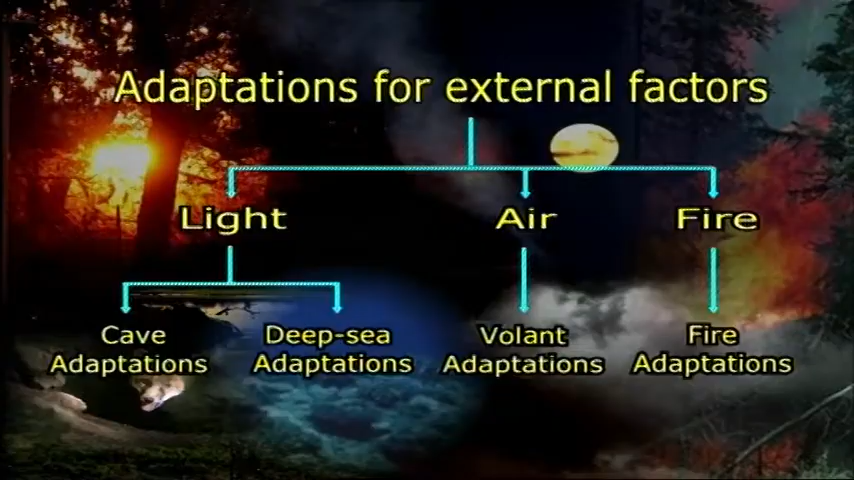 Adaptations for external factors
Light
Air
Fire
Cave
Adaptations
Deep-sea
Adaptations
Volant
Adaptations
Fire
Adaptations